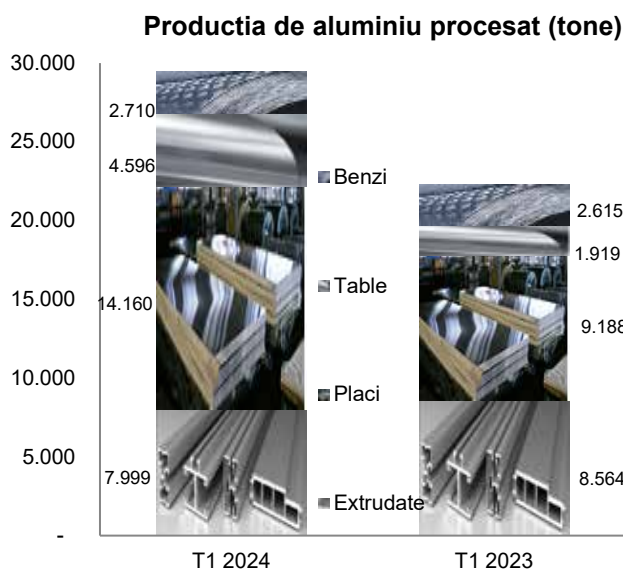 Productia de aluminiu procesat (tone)
30.000
25.000
20.000
15.000
10.000
5.000
-
2.710
4.596
14.160
7.999
Benzi
Table
Placi
Extrudate
2.615
1.919
9.188
8.564
T1 2024
T1 2023